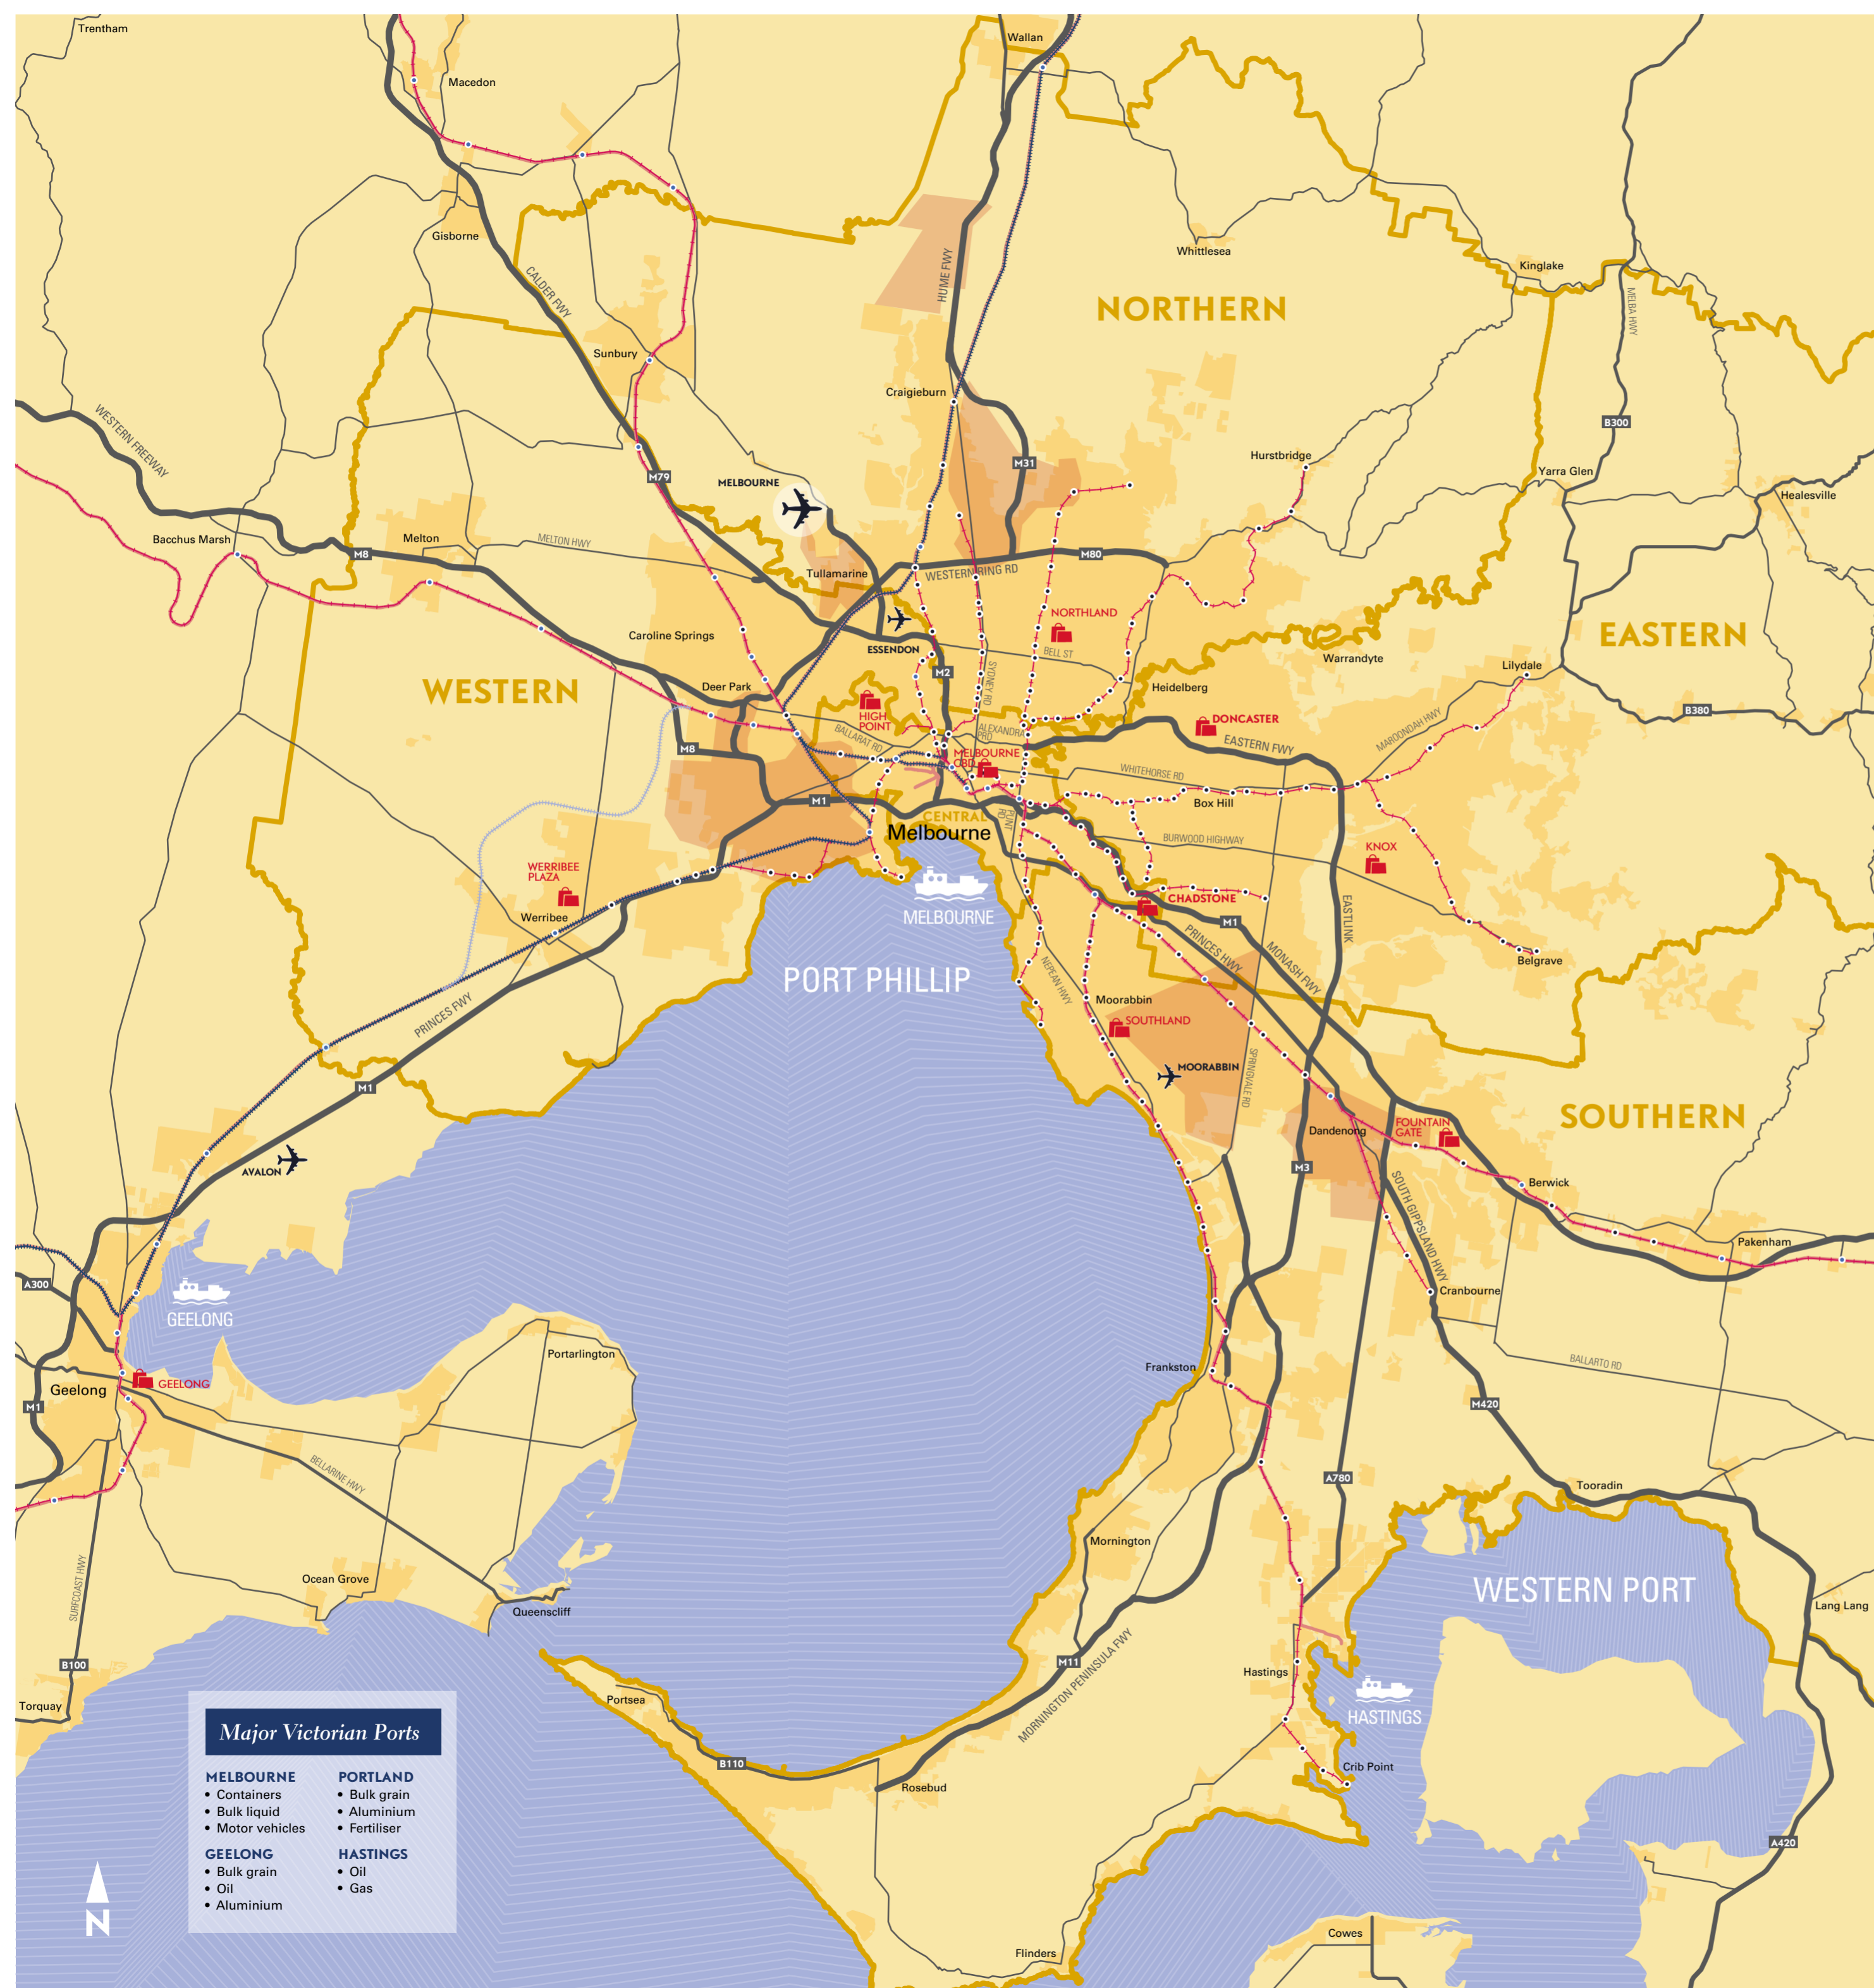 Trentham
Wallan
Macedon
Gisborne
CALDER FWY
HUME FWY
Whittlesea
Kinglake
MELBA HWY
NORTHERN
Sunbury
Craigieburn
WESTERN FREEWAY
B300
M79
M31
MELBOURNE
Hurstbridge
Yarra Glen
Healesville
Bacchus Marsh
M8
Melton
MELTON HWY
M80
Tullamarine
WESTERN RING RD
NORTHLAND
Caroline Springs
ESSENDON
BELL ST
EASTERN
Warrandyte
Lilydale
M2
SYDNEY RD
WESTERN
Deer Park
Heidelberg
HIGH
POINT
DONCASTER
B380
MAROONDAH HWY
BALLARAT RD
ALEXANDRA
PRD
EASTERN FWY
M8
MELBOURNE
CBD
WHITEHORSE RD
M1
Box Hill
CENTRAL
Melbourne
PUNT
RD
BURWOOD HIGHWAY
KNOX
WERRIBEE
PLAZA
Werribee
MELBOURNE
CHADSTONE
M1
EASTLINK
PRINCES HWY
MONASH FWY
Belgrave
PORT PHILLIP
NEPEAN HWY
PRINCES FWY
Moorabbin
SOUTHLAND
MOORABBIN
SPRINGVALE RD
M1
SOUTHERN
FOUNTAIN
GATE
Dandenong
AVALON
M3
SOUTH GIPPSLAND HWY
Berwick
Pakenham
A300
GEELONG
Cranbourne
Portarlington
Frankston
BALLARTO RD
GEELONG
Geelong
M1
M420
BELLARINE HWY
A780
Tooradin
Mornington
SURFCOAST HWY
Ocean Grove
WESTERN PORT
Queenscliff
Lang Lang
B100
M11
MORNINGTON PENINSULA FWY
Hastings
Torquay
Portsea
HASTINGS
B110
Crib Point
Rosebud
A420
Major Victorian Ports
MELBOURNE
• Containers
• Bulk liquid
• Motor vehicles
GEELONG
• Bulk grain
• Oil
• Aluminium
PORTLAND
• Bulk grain
• Aluminium
• Fertiliser
HASTINGS
• Oil
• Gas
N
Cowes
Flinders